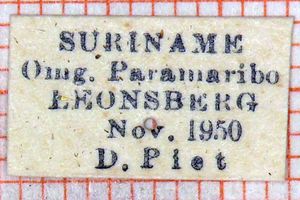 SURINAME
Omg. Paramaribo
LEONSBERG
Nov. 1950
D. Piet